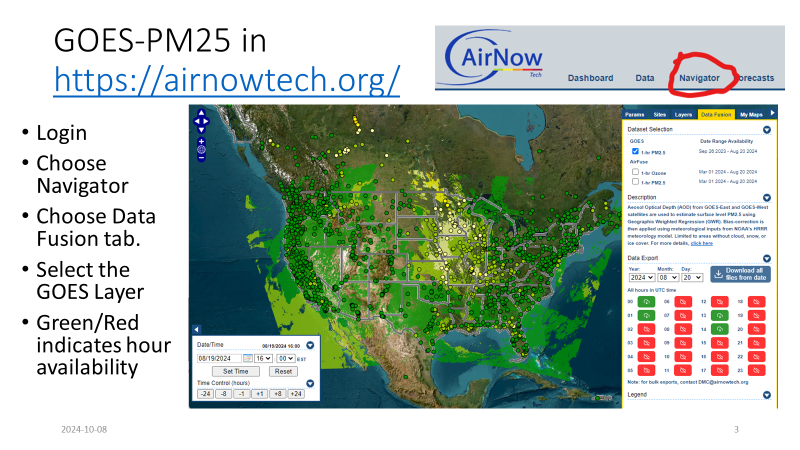 GOES-PM25 in
https://airnowtech.org/
AirNow
Tech
Dashboard Data Navigator orecasts
• Login
• Choose
Navigator
• Choose Data
Fusion tab.
• Select the
GOES Layer
• Green/Red
indicates hour
availability
Params Sites Layers Data Fusion My Maps
Dataset Selection
GOES Date Range Availability
1-hr PM2.5 Sep 26 2023 - Aug 20 2024
AirFuse
1-hr Ozone Mar 01 2024 - Aug 20 2024
1-hr PM2.5 Mar 01 2024 - Aug 20 2024
Description
Aerosol Optical Depth (AOD) from GOES-East and GOES-West
satellites are used to estimate surface level PM2.5 using
Geographic Weighted Regression (GWR). Bias-correction is
then applied using meteorological inputs from NOAA's HRRR
meteorology model. Limited to areas without cloud, snow, or
ice cover. For more details, click here
Data Export
Year: Month: Day:
2024 08 20
Download all
files from date
All hours in UTC time
00 06 12 18
01 07 13 19
02 08 14 20
03 09 15 21
04 10 16 22
05 11 17 23
Note: for bulk exports, contact DMC@airnowtech.org
Legend
Date/Time 08/19/2024 16:00
08/19/2024 16 00 EST
Set Time Reset
Time Control (hours)
-24 -8 -1 +1 +8 +24
2024-10-08
3